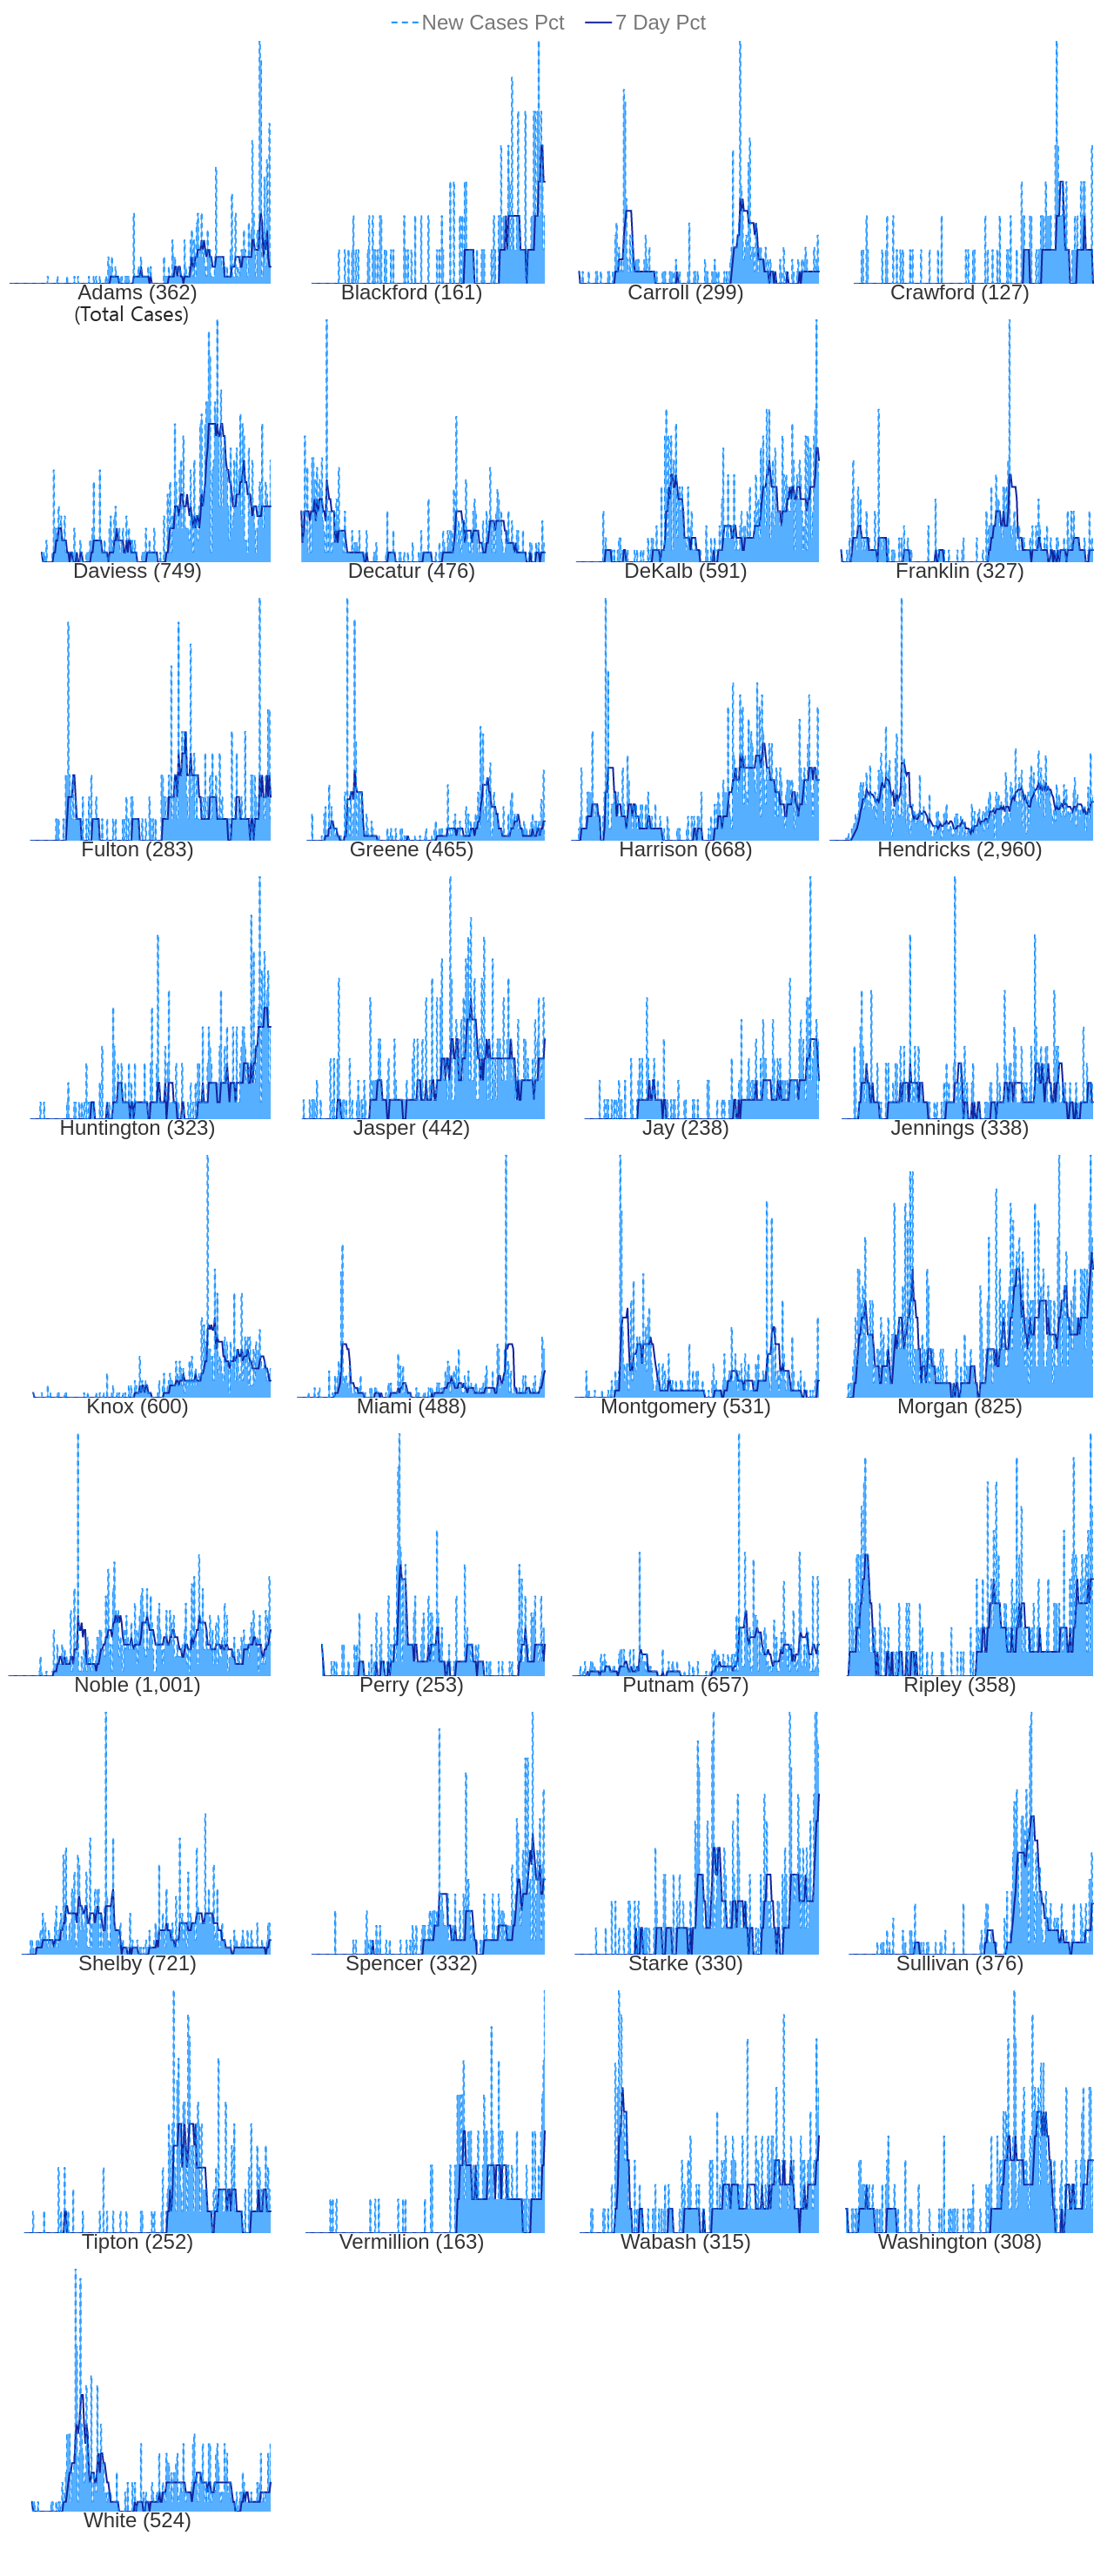 New Cases Pct 7 Day Pct
Adams (362) Blackford (161) Carroll (299) Crawford (127)
(Total Cases)
Daviess (749) Decatur (476) DeKalb (591) Franklin (327)
Fulton (283) Greene (465) Harrison (668) Hendricks (2,960)
Huntington (323) Jasper (442) Jay (238) Jennings (338)
Knox (600) Miami (488) Montgomery (531) Morgan (825)
Noble (1,001) Perry (253) Putnam (657) Ripley (358)
Shelby (721) Spencer (332) Starke (330) Sullivan (376)
Tipton (252) Vermillion (163) Wabash (315) Washington (308)
White (524)